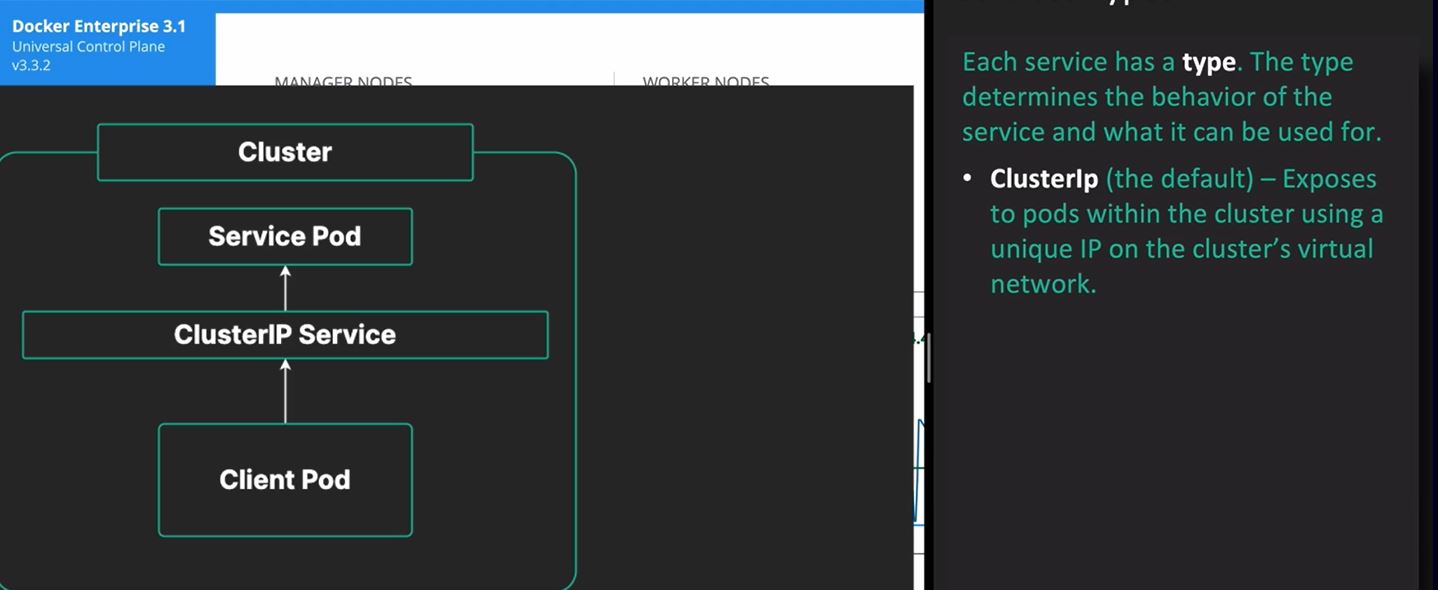 Docker Enterprise 3.1
Universal Control Plane
v3.3.2
MANAGER NODES
WORKER NODES
Cluster
Service Pod
ClusterIP Service
Client Pod
Each service has a type. The type
determines the behavior of the
service and what it can be used for.
• ClusterIp (the default) – Exposes
to pods within the cluster using a
unique IP on the cluster’s virtual
network.